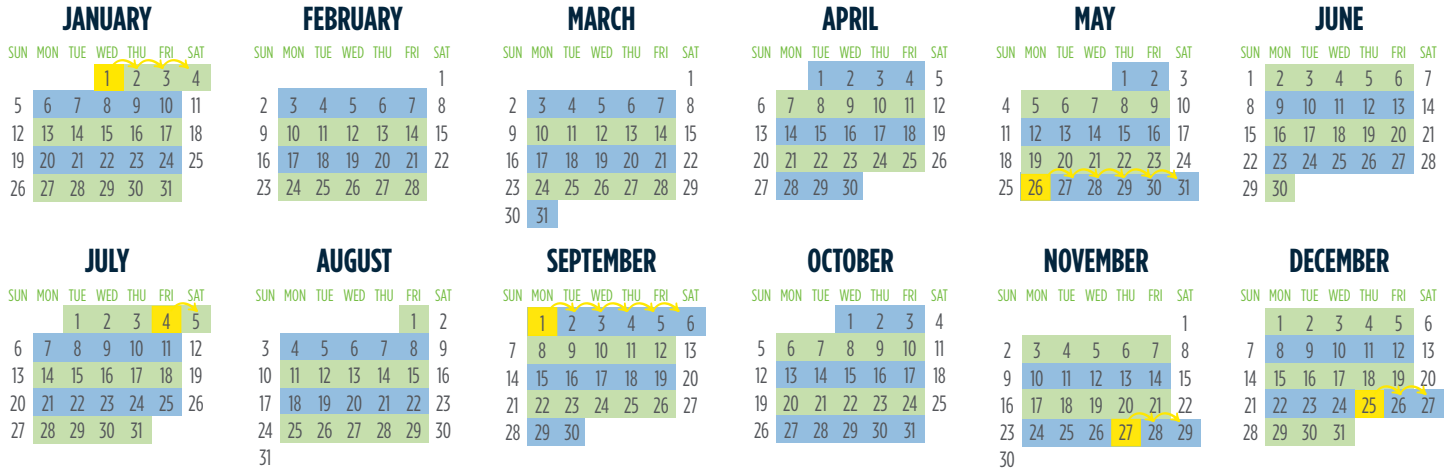 JANUARY
SUN MON TUE WED THU FRI SAT
1 2 3 4
5 6 7 8 9 10 11
12 13 14 15 16 17 18
19 20 21 22 23 24 25
26 27 28 29 30 31
FEBRUARY
SUN MON TUE WED THU FRI SAT
1
2 3 4 5 6 7 8
9 10 11 12 13 14 15
16 17 18 19 20 21 22
23 24 25 26 27 28
MARCH
SUN MON TUE WED THU FRI SAT
1
2 3 4 5 6 7 8
9 10 11 12 13 14 15
16 17 18 19 20 21 22
23 24 25 26 27 28 29
30 31
APRIL
SUN MON TUE WED THU FRI SAT
1 2 3 4 5
6 7 8 9 10 11 12
13 14 15 16 17 18 19
20 21 22 23 24 25 26
27 28 29 30
MAY
SUN MON TUE WED THU FRI SAT
1 2 3
4 5 6 7 8 9 10
11 12 13 14 15 16 17
18 19 20 21 22 23 24
25 26 27 28 29 30 31
JUNE
SUN MON TUE WED THU FRI SAT
1 2 3 4 5 6 7
8 9 10 11 12 13 14
15 16 17 18 19 20 21
22 23 24 25 26 27 28
29 30
JULY
SUN MON TUE WED THU FRI SAT
1 2 3 4 5
6 7 8 9 10 11 12
13 14 15 16 17 18 19
20 21 22 23 24 25 26
27 28 29 30 31
AUGUST
SUN MON TUE WED THU FRI SAT
1 2
3 4 5 6 7 8 9
10 11 12 13 14 15 16
17 18 19 20 21 22 23
24 25 26 27 28 29 30
31
SEPTEMBER
SUN MON TUE WED THU FRI SAT
1 2 3 4 5 6
7 8 9 10 11 12 13
14 15 16 17 18 19 20
21 22 23 24 25 26 27
28 29 30
OCTOBER
SUN MON TUE WED THU FRI SAT
1 2 3 4
5 6 7 8 9 10 11
12 13 14 15 16 17 18
19 20 21 22 23 24 25
26 27 28 29 30 31
NOVEMBER
SUN MON TUE WED THU FRI SAT
1
2 3 4 5 6 7 8
9 10 11 12 13 14 15
16 17 18 19 20 21 22
23 24 25 26 27 28 29
30
DECEMBER
SUN MON TUE WED THU FRI SAT
1 2 3 4 5 6
7 8 9 10 11 12 13
14 15 16 17 18 19 20
21 22 23 24 25 26 27
28 29 30 31